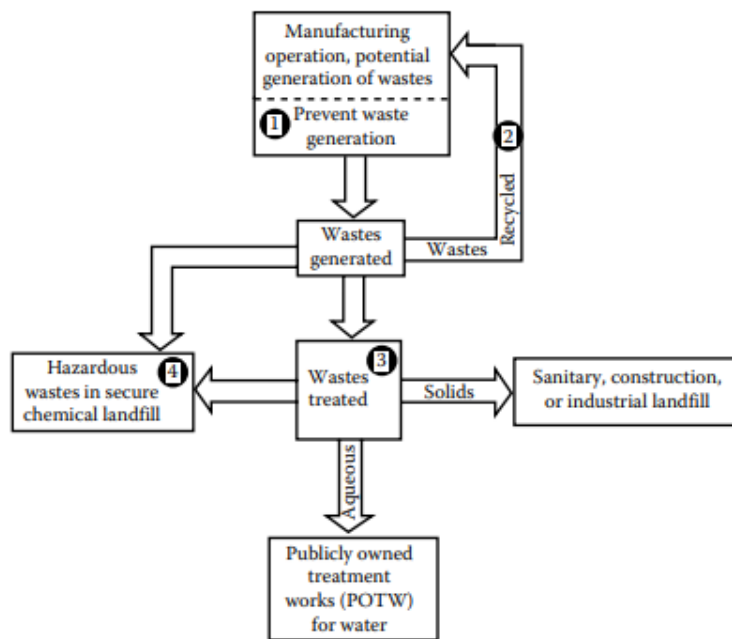 Manufacturing
operation, potential
generation of wastes
1
Prevent waste
generation
2
Recycled
Wastes
generated
Wastes
Hazardous
wastes in secure
chemical landfill
4
3
Wastes
treated
Solids
Sanitary, construction,
or industrial landfill
Aqueous
Publicly owned
treatment
works (POTW)
for water